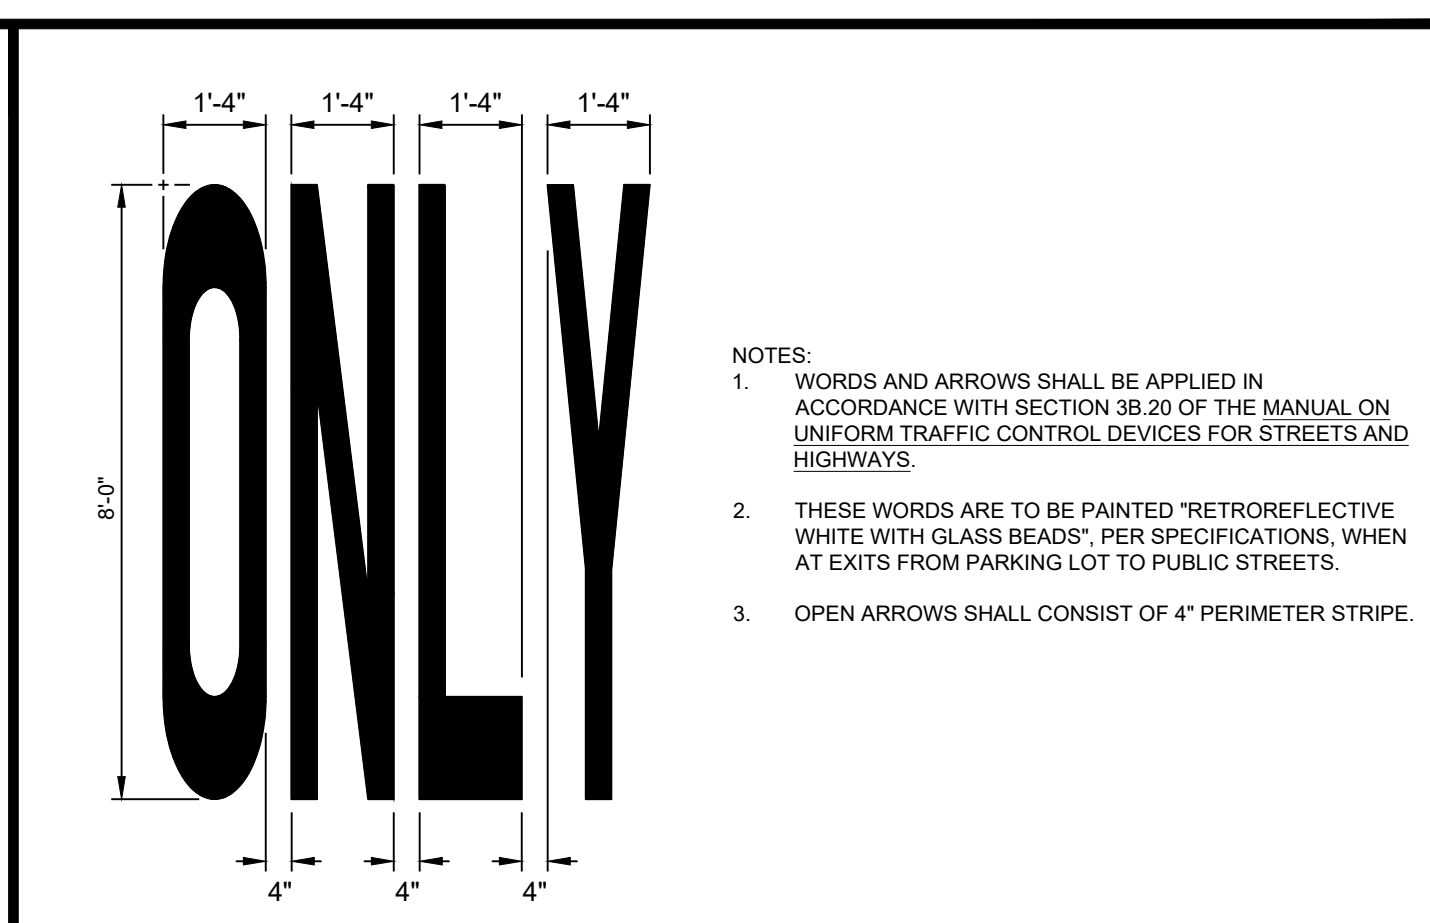 1'-4" 1'-4" 1'-4" 1'-4"
ONLY
8'-0"
4" 4" 4"
NOTES:
1. WORDS AND ARROWS SHALL BE APPLIED IN
ACCORDANCE WITH SECTION 3B.20 OF THE MANUAL ON
UNIFORM TRAFFIC CONTROL DEVICES FOR STREETS AND
HIGHWAYS.
2. THESE WORDS ARE TO BE PAINTED "RETROREFLECTIVE
WHITE WITH GLASS BEADS", PER SPECIFICATIONS, WHEN
AT EXITS FROM PARKING LOT TO PUBLIC STREETS.
3. OPEN ARROWS SHALL CONSIST OF 4" PERIMETER STRIPE.